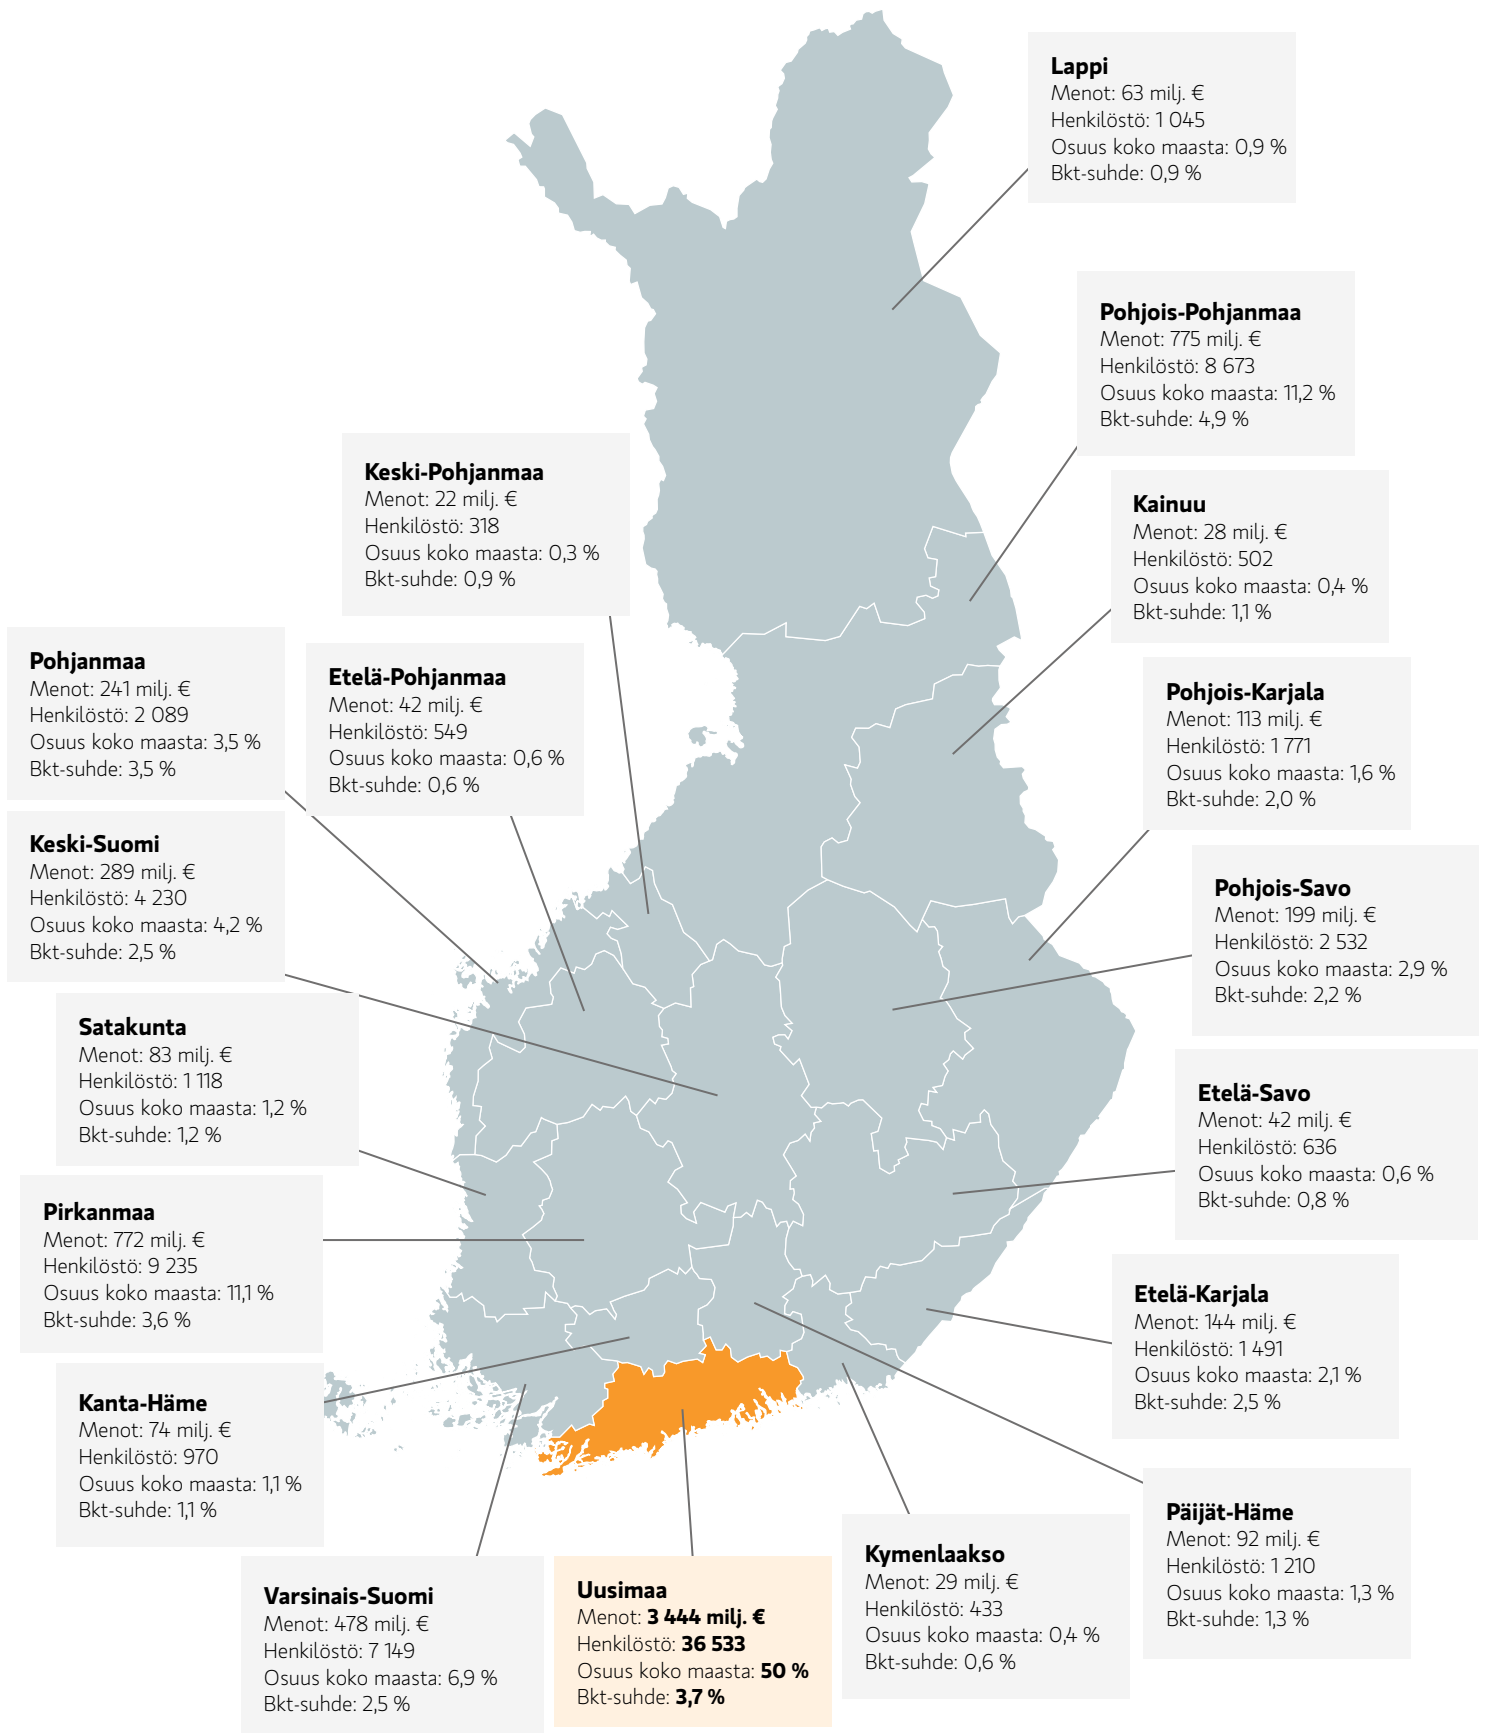 Lappi
Menot: 63 milj. €
Henkilöstö: 1 045
Osuus koko maasta: 0,9 %
Bkt-suhde: 0,9 %
Pohjois-Pohjanmaa
Menot: 775 milj. €
Henkilöstö: 8 673
Osuus koko maasta: 11,2 %
Bkt-suhde: 4,9 %
Keski-Pohjanmaa
Menot: 22 milj. €
Henkilöstö: 318
Osuus koko maasta: 0,3 %
Bkt-suhde: 0,9 %
Kainuu
Menot: 28 milj. €
Henkilöstö: 502
Osuus koko maasta: 0,4 %
Bkt-suhde: 1,1 %
Pohjanmaa
Menot: 241 milj. €
Henkilöstö: 2 089
Osuus koko maasta: 3,5 %
Bkt-suhde: 3,5 %
Etelä-Pohjanmaa
Menot: 42 milj. €
Henkilöstö: 549
Osuus koko maasta: 0,6 %
Bkt-suhde: 0,6 %
Pohjois-Karjala
Menot: 113 milj. €
Henkilöstö: 1 771
Osuus koko maasta: 1,6 %
Bkt-suhde: 2,0 %
Keski-Suomi
Menot: 289 milj. €
Henkilöstö: 4 230
Osuus koko maasta: 4,2 %
Bkt-suhde: 2,5 %
Pohjois-Savo
Menot: 199 milj. €
Henkilöstö: 2 532
Osuus koko maasta: 2,9 %
Bkt-suhde: 2,2 %
Satakunta
Menot: 83 milj. €
Henkilöstö: 1 118
Osuus koko maasta: 1,2 %
Bkt-suhde: 1,2 %
Etelä-Savo
Menot: 42 milj. €
Henkilöstö: 636
Osuus koko maasta: 0,6 %
Bkt-suhde: 0,8 %
Pirkanmaa
Menot: 772 milj. €
Henkilöstö: 9 235
Osuus koko maasta: 11,1 %
Bkt-suhde: 3,6 %
Etelä-Karjala
Menot: 144 milj. €
Henkilöstö: 1 491
Osuus koko maasta: 2,1 %
Bkt-suhde: 2,5 %
Kanta-Häme
Menot: 74 milj. €
Henkilöstö: 970
Osuus koko maasta: 1,1 %
Bkt-suhde: 1,1 %
Päijät-Häme
Menot: 92 milj. €
Henkilöstö: 1 210
Osuus koko maasta: 1,3 %
Bkt-suhde: 1,3 %
Varsinais-Suomi
Menot: 478 milj. €
Henkilöstö: 7 149
Osuus koko maasta: 6,9 %
Bkt-suhde: 2,5 %
Uusimaa
Menot: 3 444 milj. €
Henkilöstö: 36 533
Osuus koko maasta: 50 %
Bkt-suhde: 3,7 %
Kymenlaakso
Menot: 29 milj. €
Henkilöstö: 433
Osuus koko maasta: 0,4 %
Bkt-suhde: 0,6 %